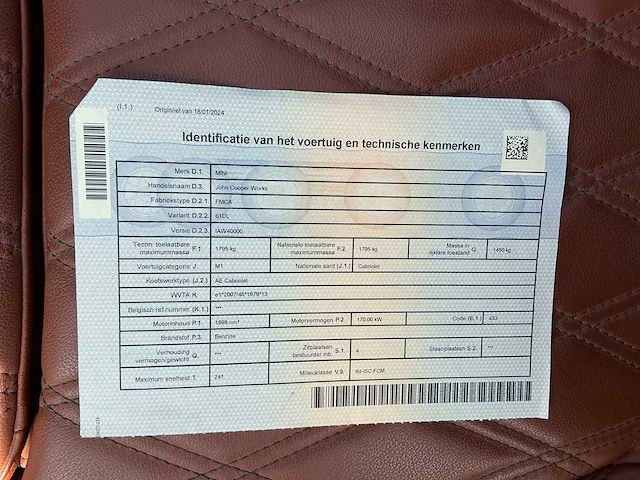 (I.1.) Origineel van 18/01/2024
Identificatie van het voertuig en technische kenmerken
Merk D.1. MINI
Handelsnaam D.3. John Cooper Works
Fabriekstype D.2.1. FMCA
Variant D.2.2. 61DL
Versie D.2.3. IAW40000
Techn. toelaatbare maximummassa F.1. 1795 kg Nationale toelaatbare maximummassa F.2. 1795 kg Massa in rijklare toestand G. 1450 kg
Voertuigcategorie J. M1 Nationale aard (J.1.) Cabriolet
Koetswerktype (J.2.) AE Cabriolet
WVTA K. e1*2007/46*1679*13
Belgisch ref.nummer (K.1.) ---
Motorinhoud P.1. 1998 cm³ Motorvermogen P.2. 170.00 kW Code (E.1.) 433
Brandstof P.3. Benzine
Verhouding vermogen/gewicht Q. --- Zitplaatsen bestuurder inb. S.1. 4 Staanplaatsen S.2. ---
Maximum snelheid T. 241 Milieuklasse V.9. 6d-ISC-FCM